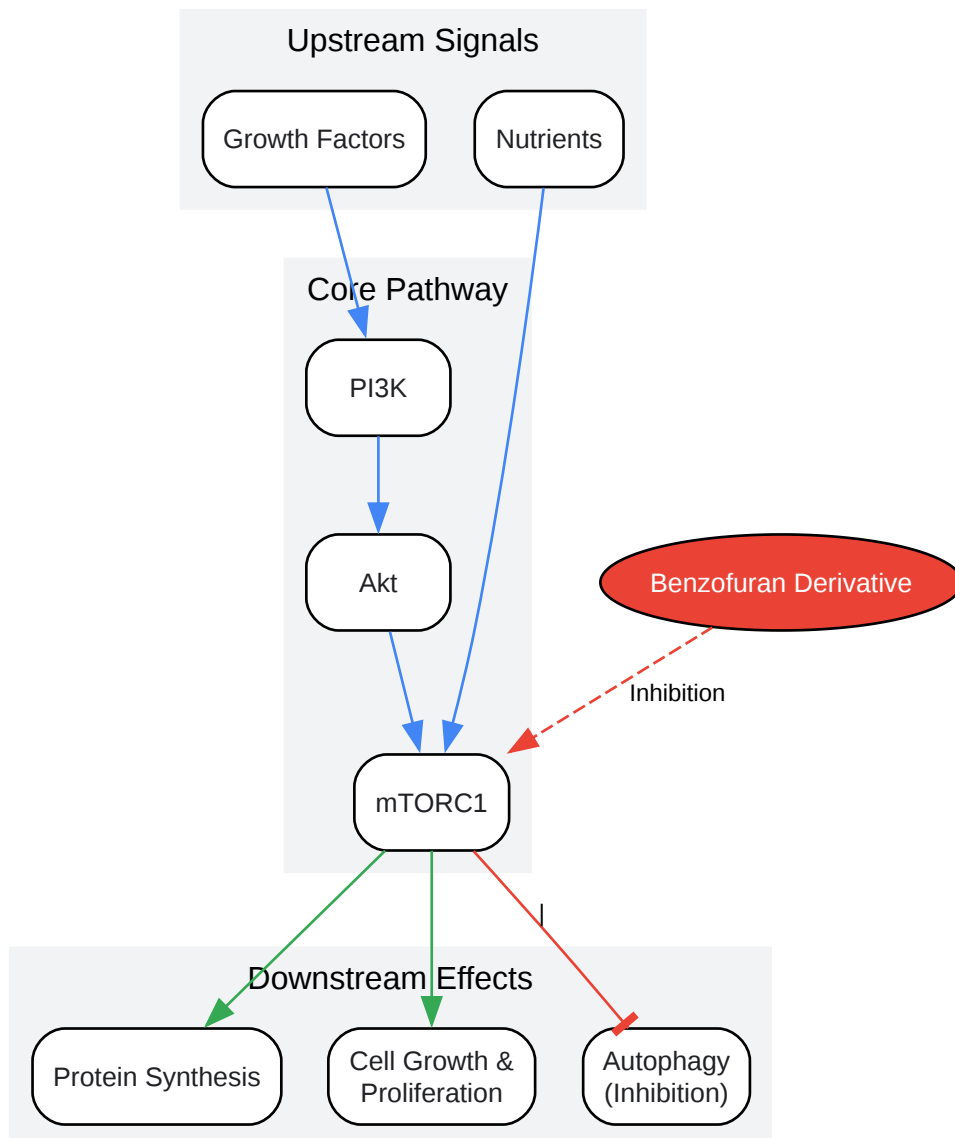 Upstream Signals
Growth Factors
Nutrients
Core Pathway
PI3K
Akt
Benzofuran Derivative
Inhibition
mTORC1
|
Downstream Effects
Protein Synthesis
Cell Growth &
Proliferation
Autophagy
(Inhibition)